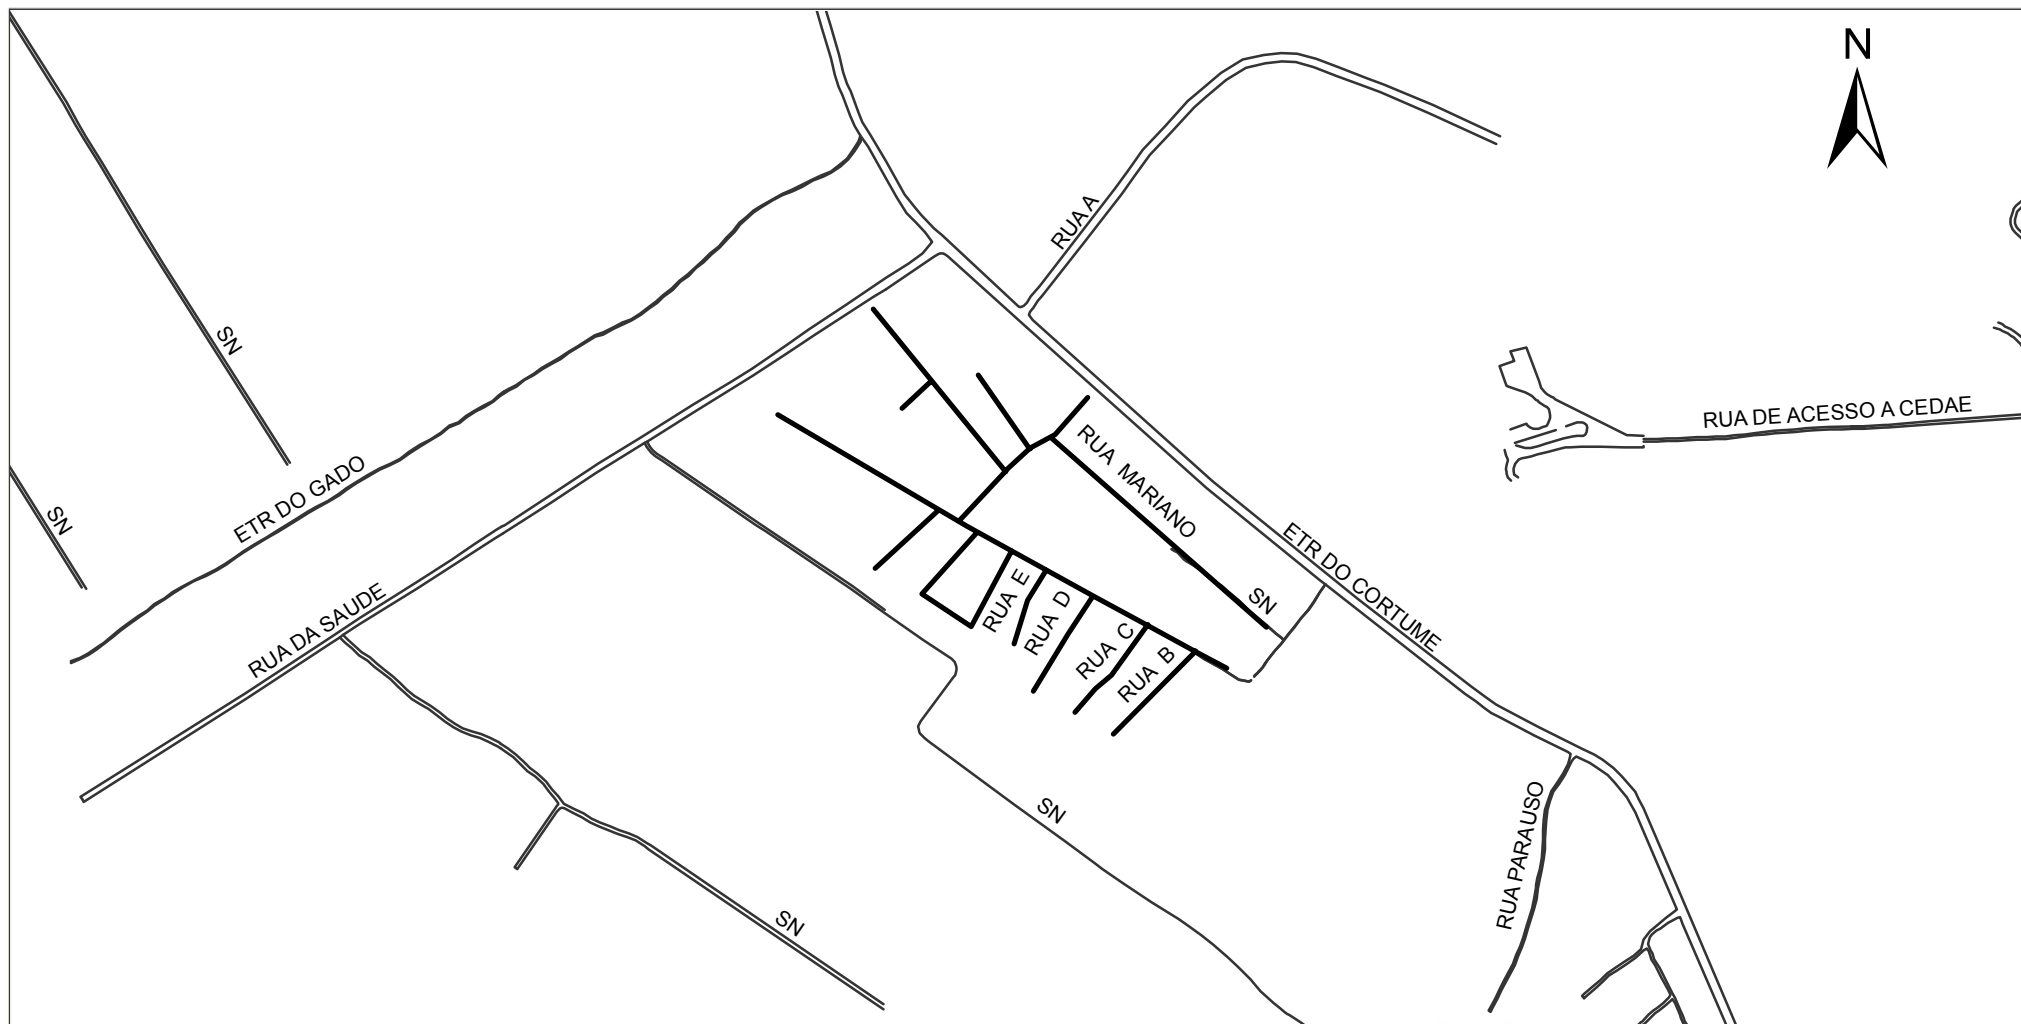 N
RUA A
SN
RUA DE ACESSO A CEDAE
RUA MARIANO
ETR DO GADO
SN
ETR DO CORTUME
RUA DA SAUDE
RUA E
RUA D
SN
RUA C
RUA B
SN
RUA PARAUSO
SN